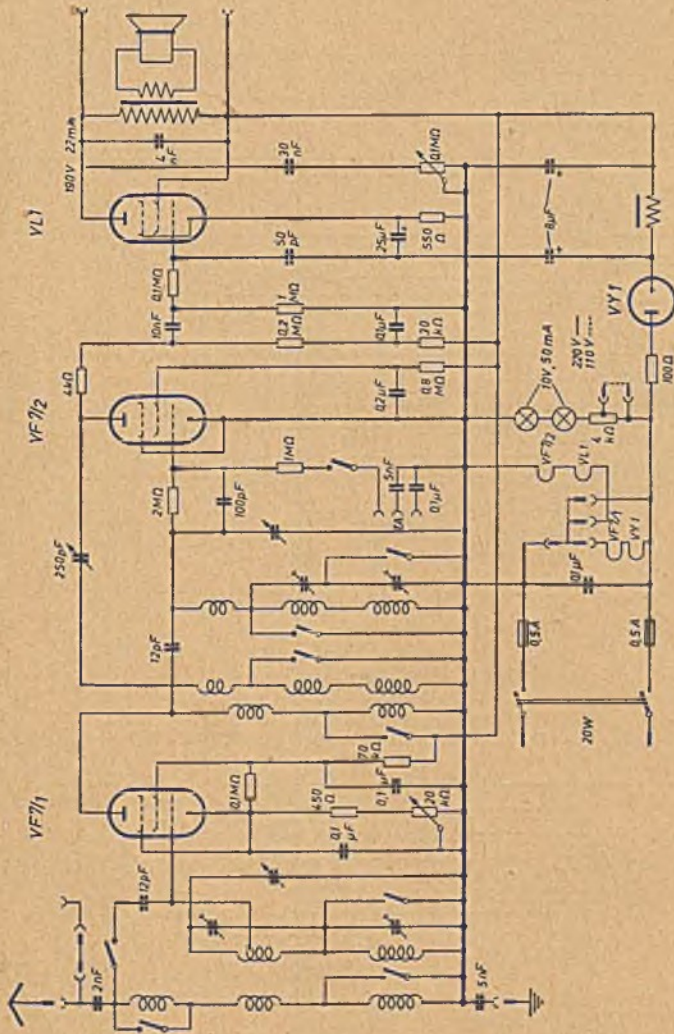 190V 22mA
4 nF
30 nF
0,1MΩ
VL1
50 pF
25µF
550 Ω
8µF
0,1MΩ
10nF
1 MΩ
0,2 MΩ
0,1µF
30 kΩ
VY1
4kΩ
VF7/2
0,2µF
0,8 MΩ
10V, 50mA
220V
110V
4 kΩ
100Ω
2MΩ
100pF
1MΩ
5nF
TA
0,1µF
VF7/2
VL1
VF7/1
VY1
250pF
12pF
0,1µF
0,5A
0,5A
20W
VF7/1
0,1MΩ
70 kΩ
0,1 µF
450 Ω
20 kΩ
0,1 µF
12pF
2nF
5nF